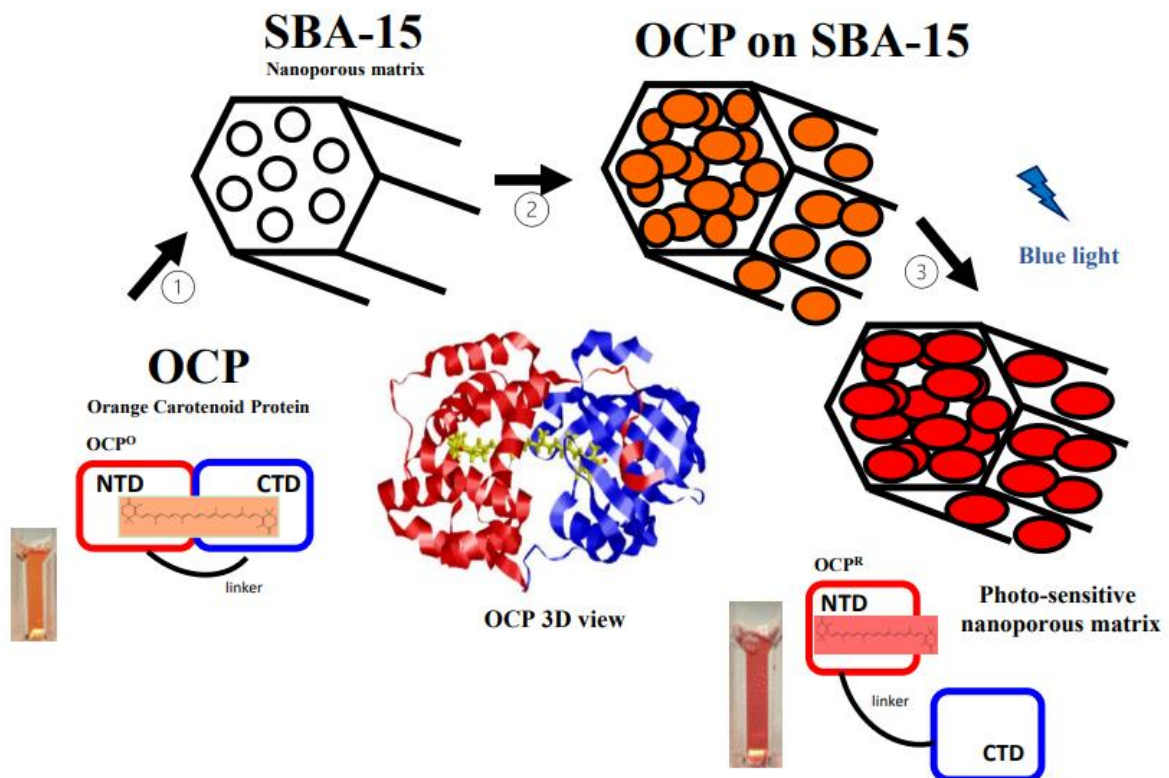 SBA-15
Nanoporous matrix
OCP on SBA-15
2
1
3
Blue light
OCP
Orange Carotenoid Protein
OCPᴼ
NTD
CTD
linker
OCP 3D view
OCPᴿ
NTD
linker
CTD
Photo-sensitive
nanoporous matrix